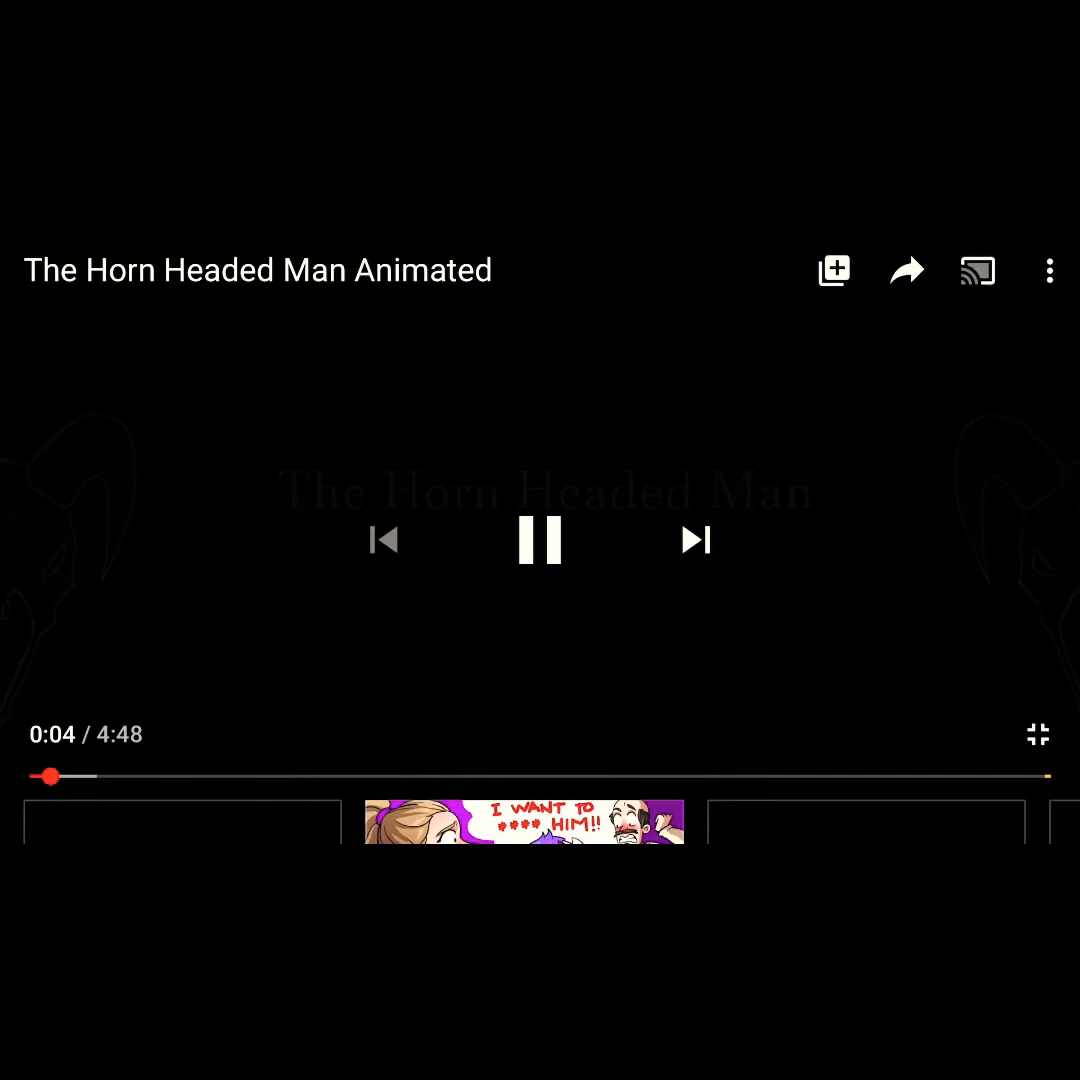 The Horn Headed Man Animated
The Horn Headed Man
0:04 / 4:48
I WANT TO
**** HIM!!